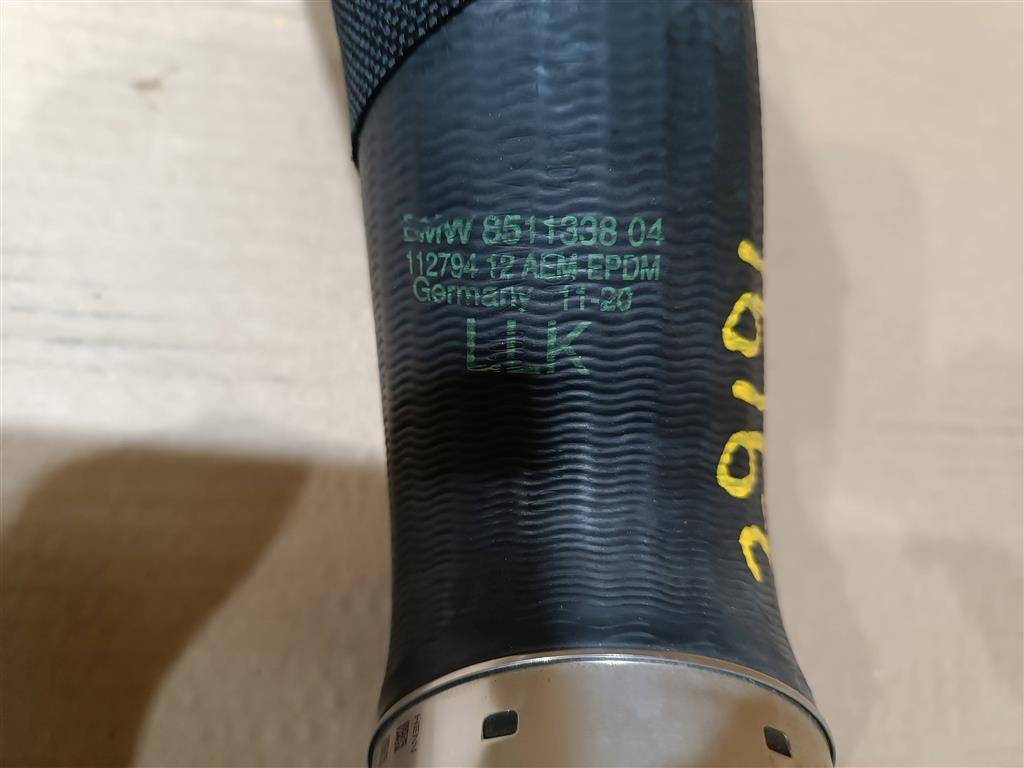 BMW 8511338 04
112794 12 AEM-EPDM
Germany 11-20
LLK